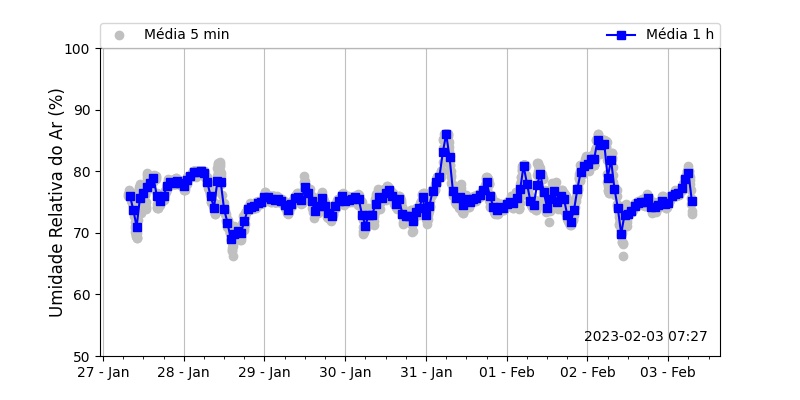 Média 5 min
Média 1 h
Umidade Relativa do Ar (%)
100
90
80
70
60
50
2023-02-03 07:27
27 - Jan
28 - Jan
29 - Jan
30 - Jan
31 - Jan
01 - Feb
02 - Feb
03 - Feb